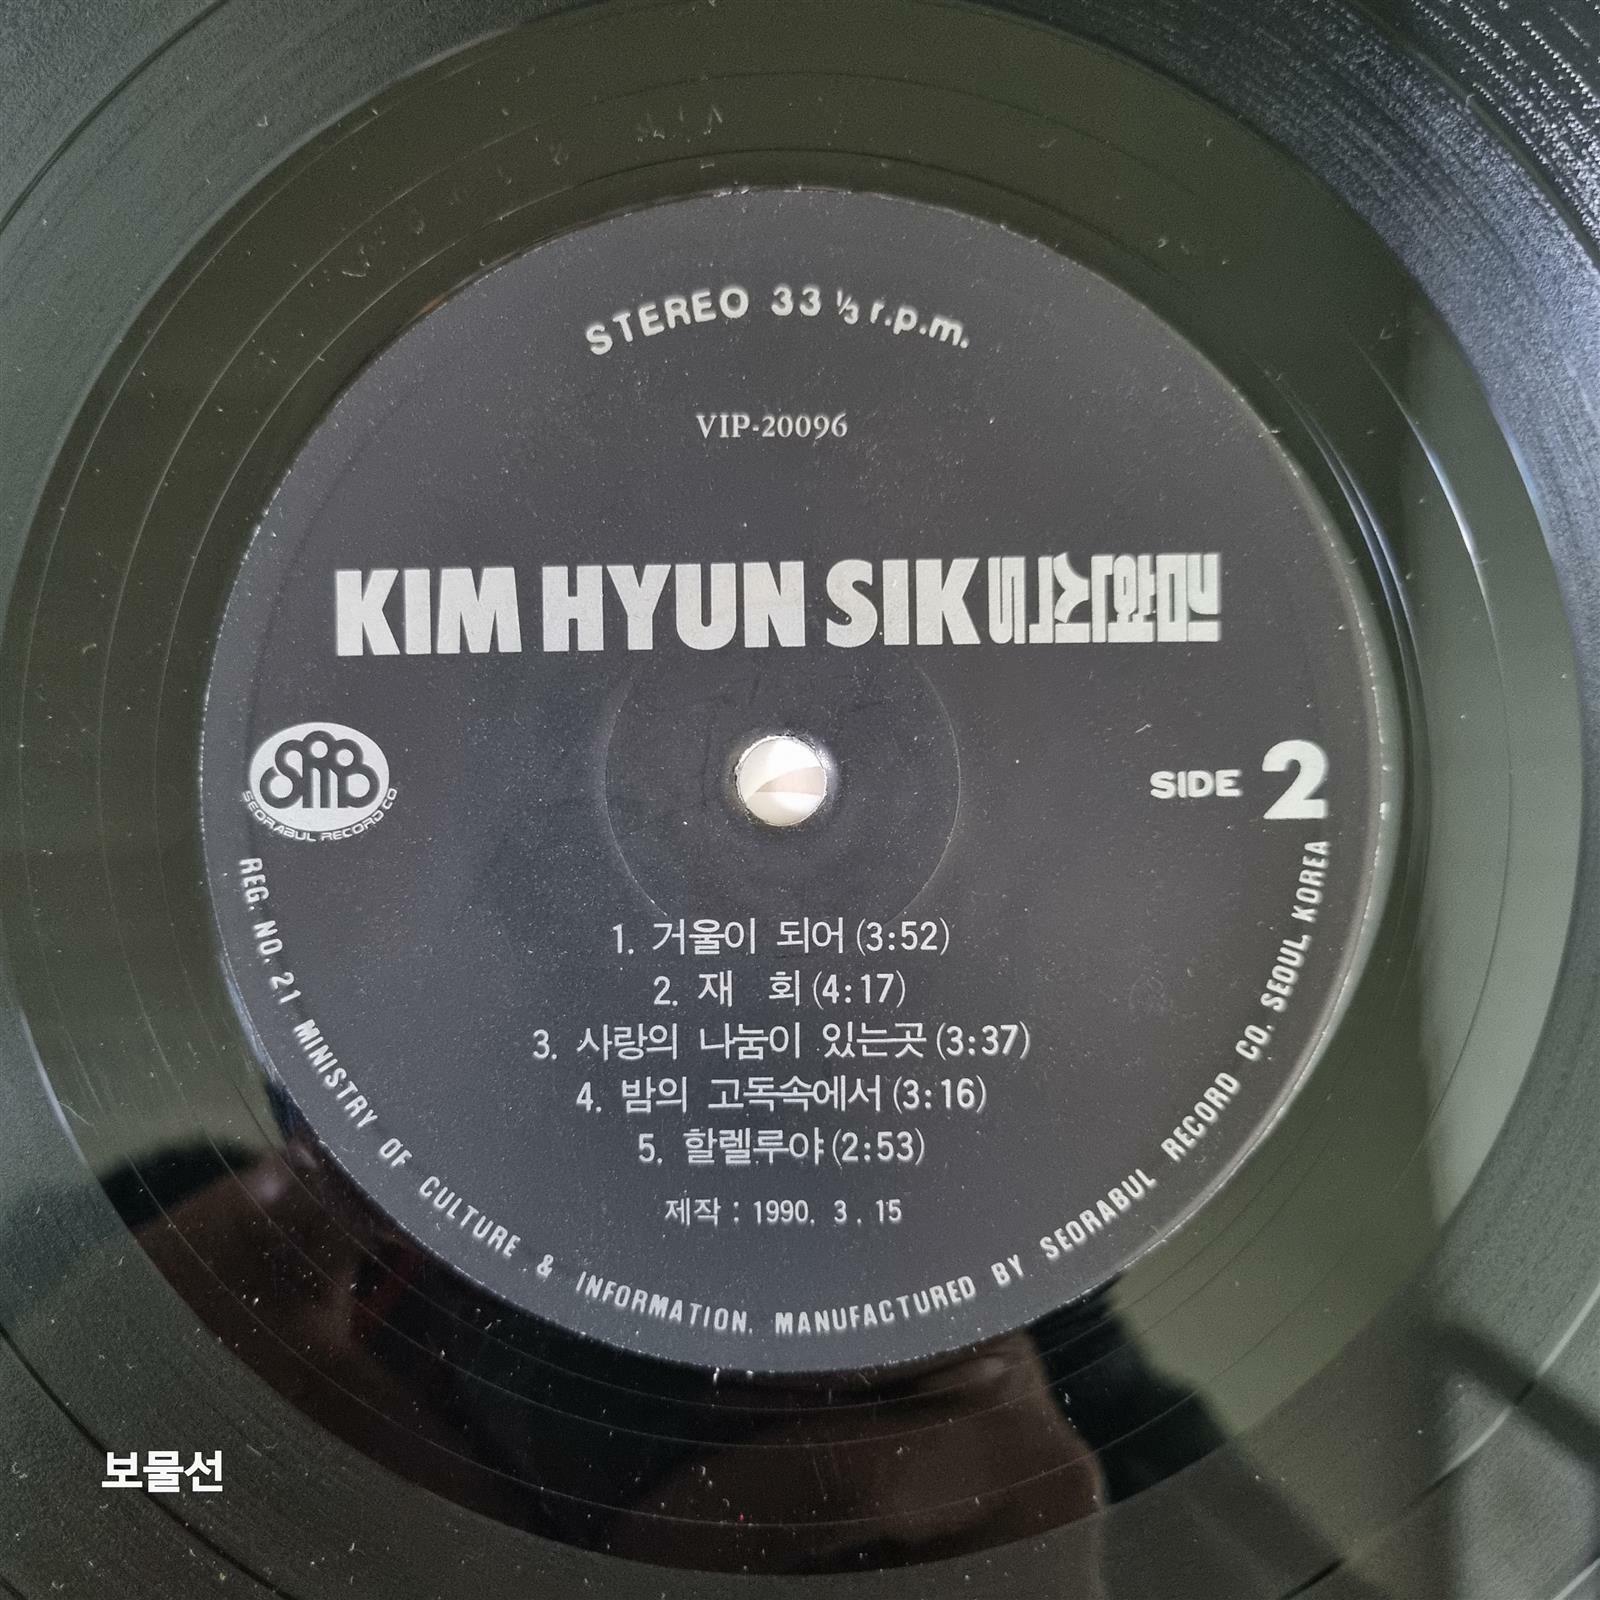 STEREO 33 ⅓ r.p.m.
VIP-20096
KIM HYUN SIK
SRB
SEORABUL RECORD CO
SIDE 2
1. 거울이 되어 (3:52)
2. 재 회 (4:17)
3. 사랑의 나눔이 있는곳 (3:37)
4. 밤의 고독속에서 (3:16)
5. 할렐루야 (2:53)
제작 : 1990. 3. 15
REG. NO. 21 MINISTRY OF CULTURE & INFORMATION. MANUFACTURED BY SEORABUL RECORD CO. SEOUL KOREA
보물선